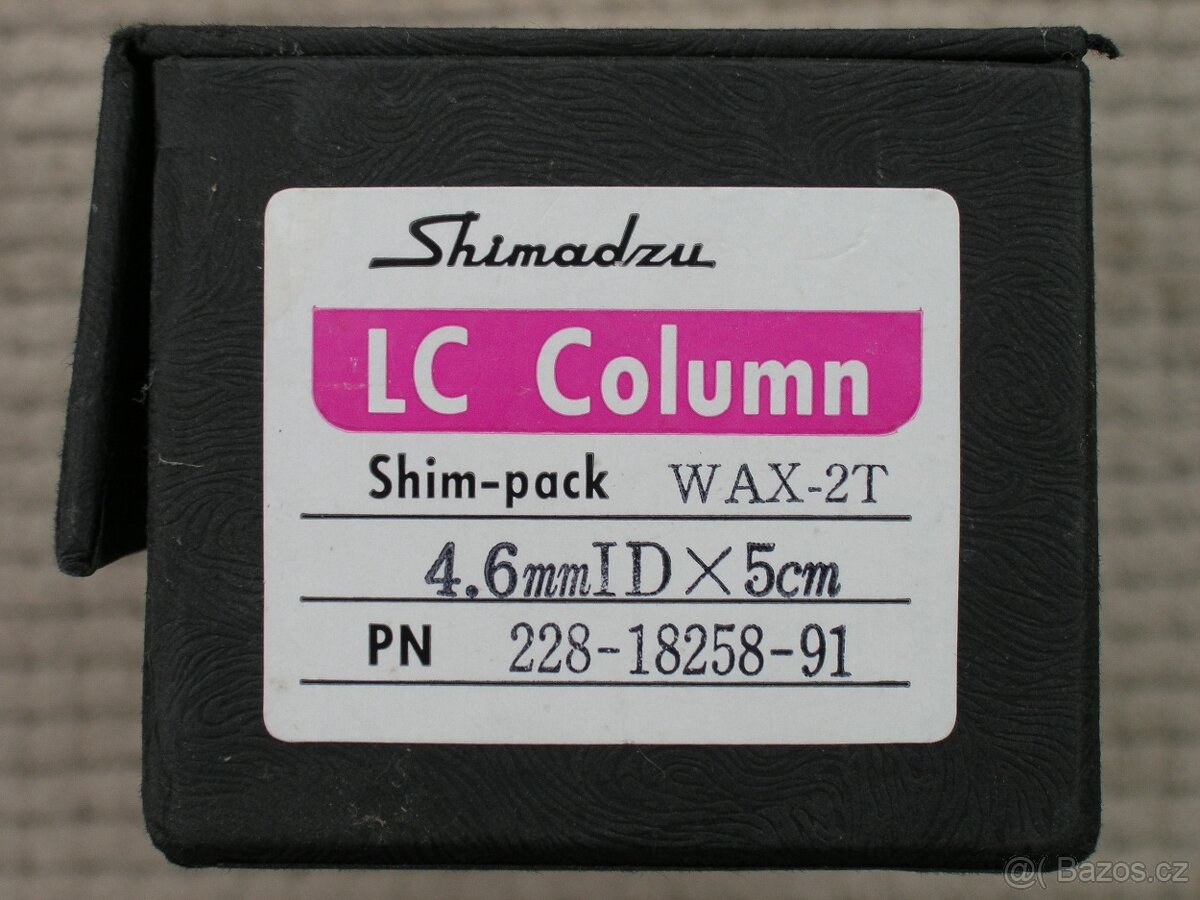 Shimadzu
LC Column
Shim-pack WAX-2T
4.6mmID×5cm
PN 228-18258-91
@( Bazos.cz